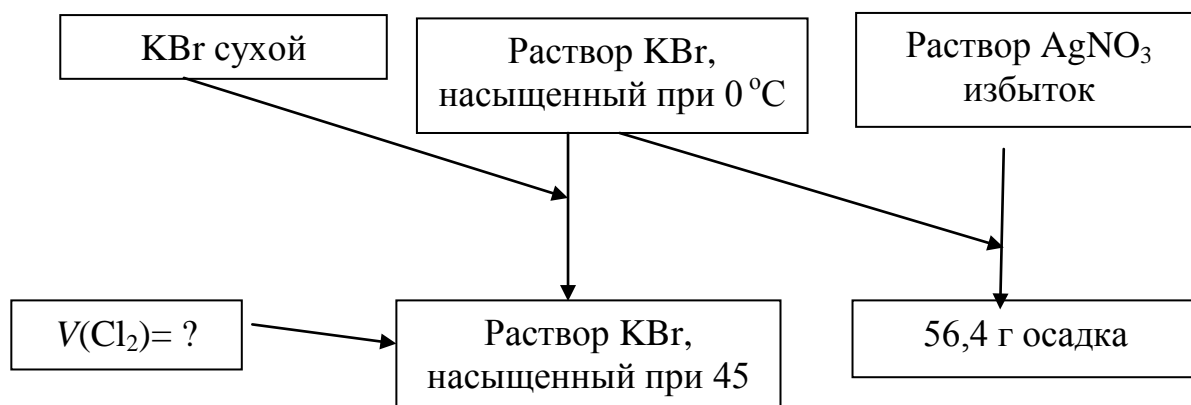 KBr сухой
Раствор KBr,
насыщенный при 0 °C
Раствор AgNO₃
избыток
V(Cl₂)= ?
Раствор KBr,
насыщенный при 45
56,4 г осадка